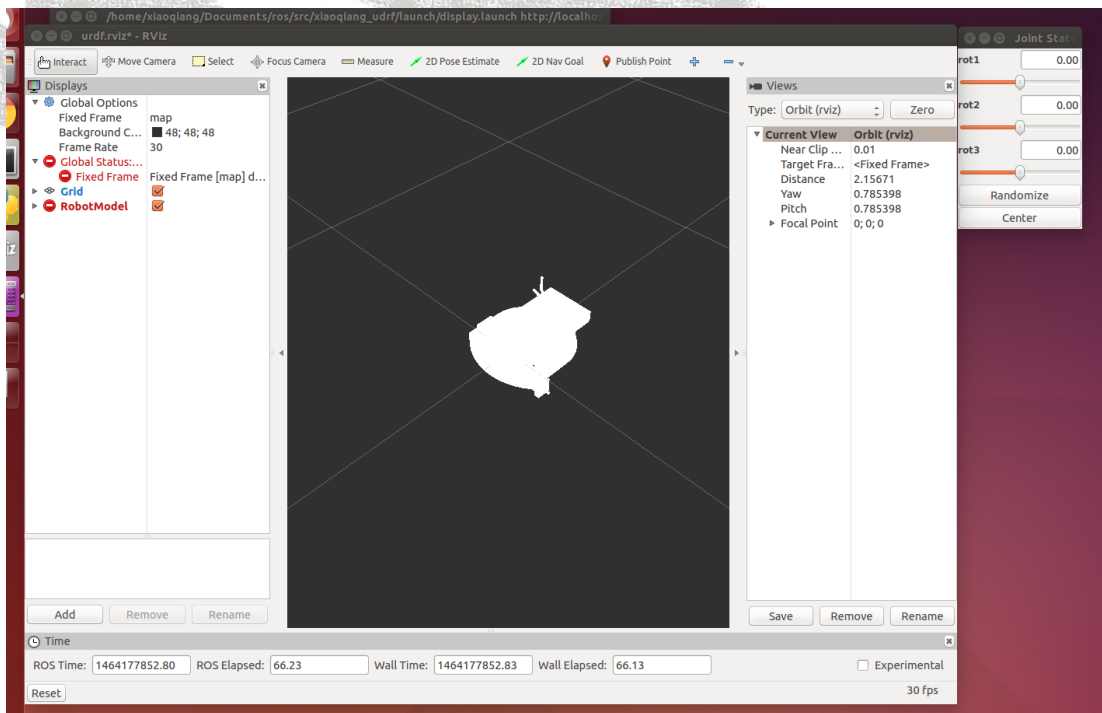 /home/xiaoqiang/Documents/ros/src/xiaoqiang_udrf/launch/display.launch http://localhos
urdf.rviz* - RViz
Joint Stat
Interact Move Camera Select Focus Camera Measure 2D Pose Estimate 2D Nav Goal Publish Point
Displays
Global Options
Fixed Frame map
Background C... 48; 48; 48
Frame Rate 30
Global Status:...
Fixed Frame Fixed Frame [map] d...
Grid
RobotModel
Add Remove Rename
Views
Type: Orbit (rviz) Zero
Current View Orbit (rviz)
Near Clip ... 0.01
Target Fra... <Fixed Frame>
Distance 2.15671
Yaw 0.785398
Pitch 0.785398
Focal Point 0; 0; 0
Save Remove Rename
rot1 0.00
rot2 0.00
rot3 0.00
Randomize
Center
Time
ROS Time: 1464177852.80 ROS Elapsed: 66.23 Wall Time: 1464177852.83 Wall Elapsed: 66.13 Experimental
Reset 30 fps